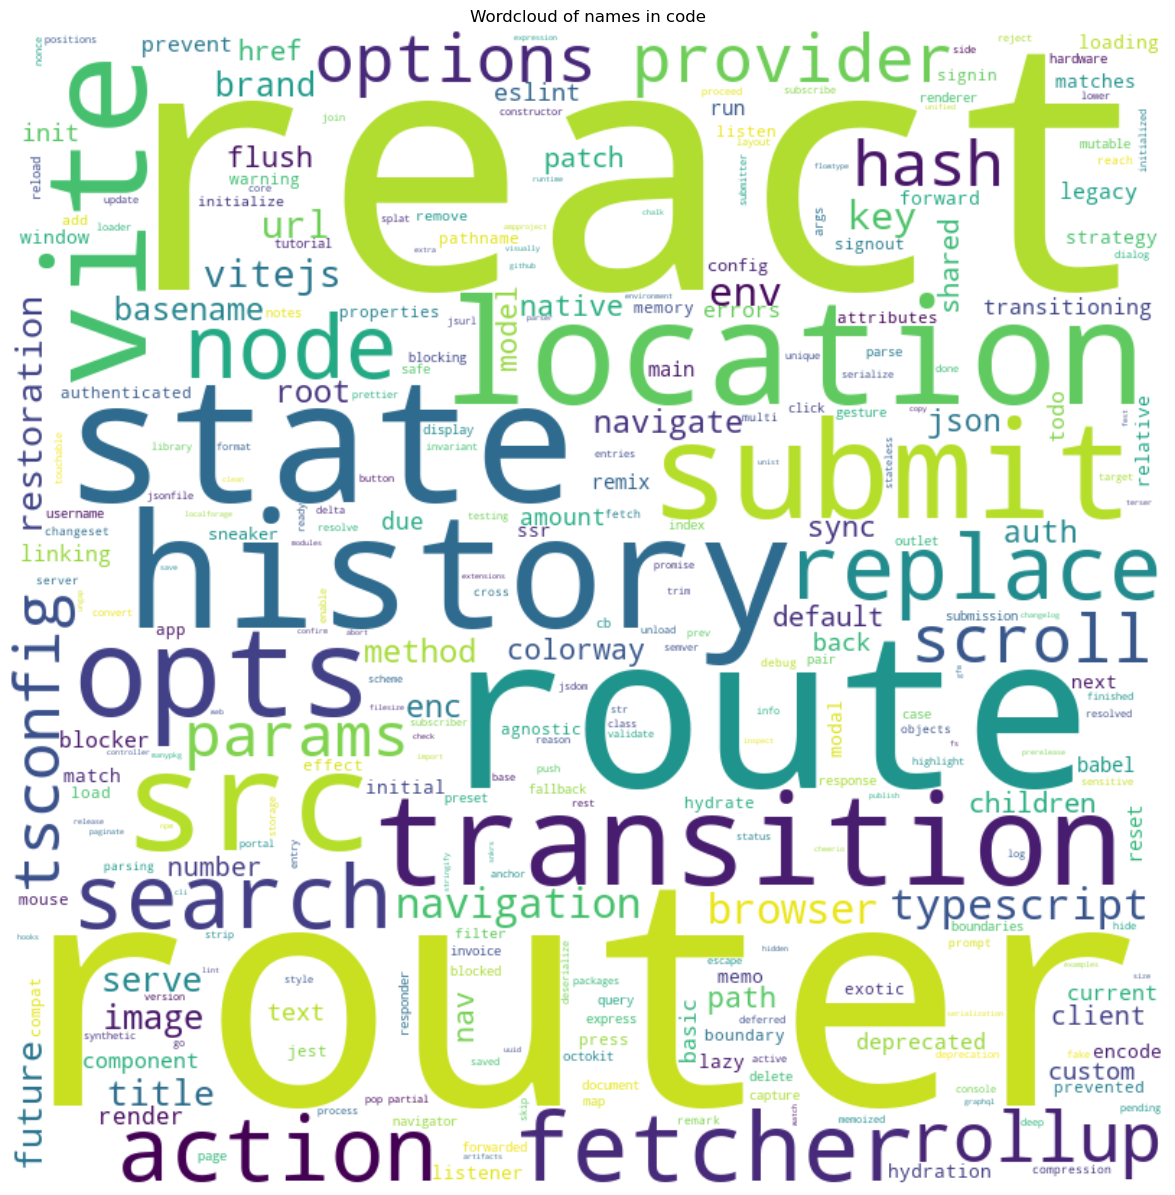 Wordcloud of names in code
react
router
route
history
state
location
transition
submit
vite
src
opts
search
action
fetcher
rollup
replace
scroll
node
hash
provider
options
params
tsconfig
typescript
browser
navigation
restoration
env
key
url
vitejs
basename
brand
flush
href
init
prevent
positions
nonce
reload
update
add
loader
window
warning
core
initialize
tutorial
join
splat
remove
pathname
extra
visually
github
ampproject
runtime
patch
eslint
constructor
expression
run
proceed
subscribe
signin
renderer
listen
layout
submitter
flowtype
chalk
side
reject
hardware
lower
unified
loading
matches
initialized
mutable
reach
legacy
forward
strategy
dialog
args
signout
shared
config
notes
properties
safe
jsurl
blocking
model
native
environment
memory
parser
errors
main
attributes
unique
parse
serialize
done
transitioning
authenticated
root
prettier
display
invariant
library
format
clean
touchable
navigate
multi
click
gesture
copy
json
todo
relative
fast
entries
unist
stateless
target
terser
jsonfile
button
remix
username
changeset
localforage
ready
delta
resolve
due
testing
amount
fetch
ssr
index
sync
outlet
auth
sneaker
modules
linking
server
save
extensions
cross
promise
trim
convert
enable
confirm
abort
cb
unload
prev
semver
default
submission
changelog
app
method
colorway
debug
pair
back
gfm
next
finished
scheme
filesize
web
enc
jsdom
str
class
validate
agnostic
reason
info
inspect
modal
case
objects
fs
resolved
prerelease
blocker
controller
manypkg
subscriber
check
import
effect
match
load
initial
base
push
fallback
response
highlight
babel
sensitive
release
paginate
npm
storage
preset
rest
hydrate
publish
children
reset
parsing
portal
entry
number
mouse
cli
stringify
anchor
status
cheerio
log
hooks
strip
filter
invoice
blocked
escape
hidden
boundaries
prompt
hide
serve
lint
version
style
responder
deserialize
packages
memo
exotic
examples
size
image
text
nav
query
express
press
basic
path
deferred
boundary
serialization
current
compat
client
synthetic
go
component
jest
saved
uuid
octokit
lazy
active
deprecated
deprecation
fake
encode
future
title
document
map
delete
capture
console
graphql
custom
prevented
render
process
pop
partial
navigator
skip
remark
match
memoized
deep
pending
page
forwarded
artifacts
listener
hydration
compression